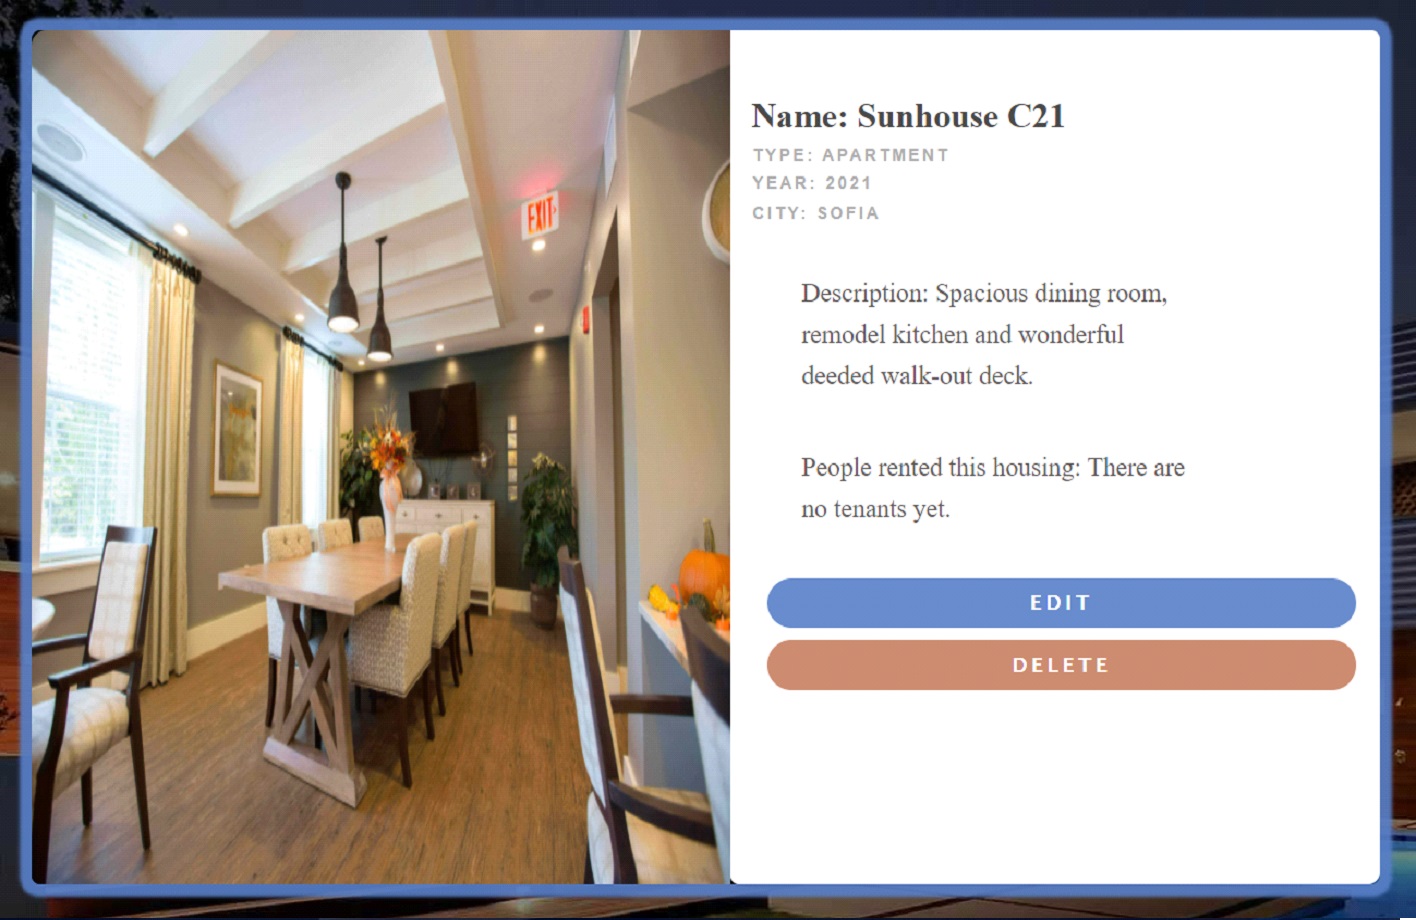 EXIT
Name: Sunhouse C21
TYPE: APARTMENT
YEAR: 2021
CITY: SOFIA
Description: Spacious dining room,
remodel kitchen and wonderful
deeded walk-out deck.
People rented this housing: There are
no tenants yet.
EDIT
DELETE